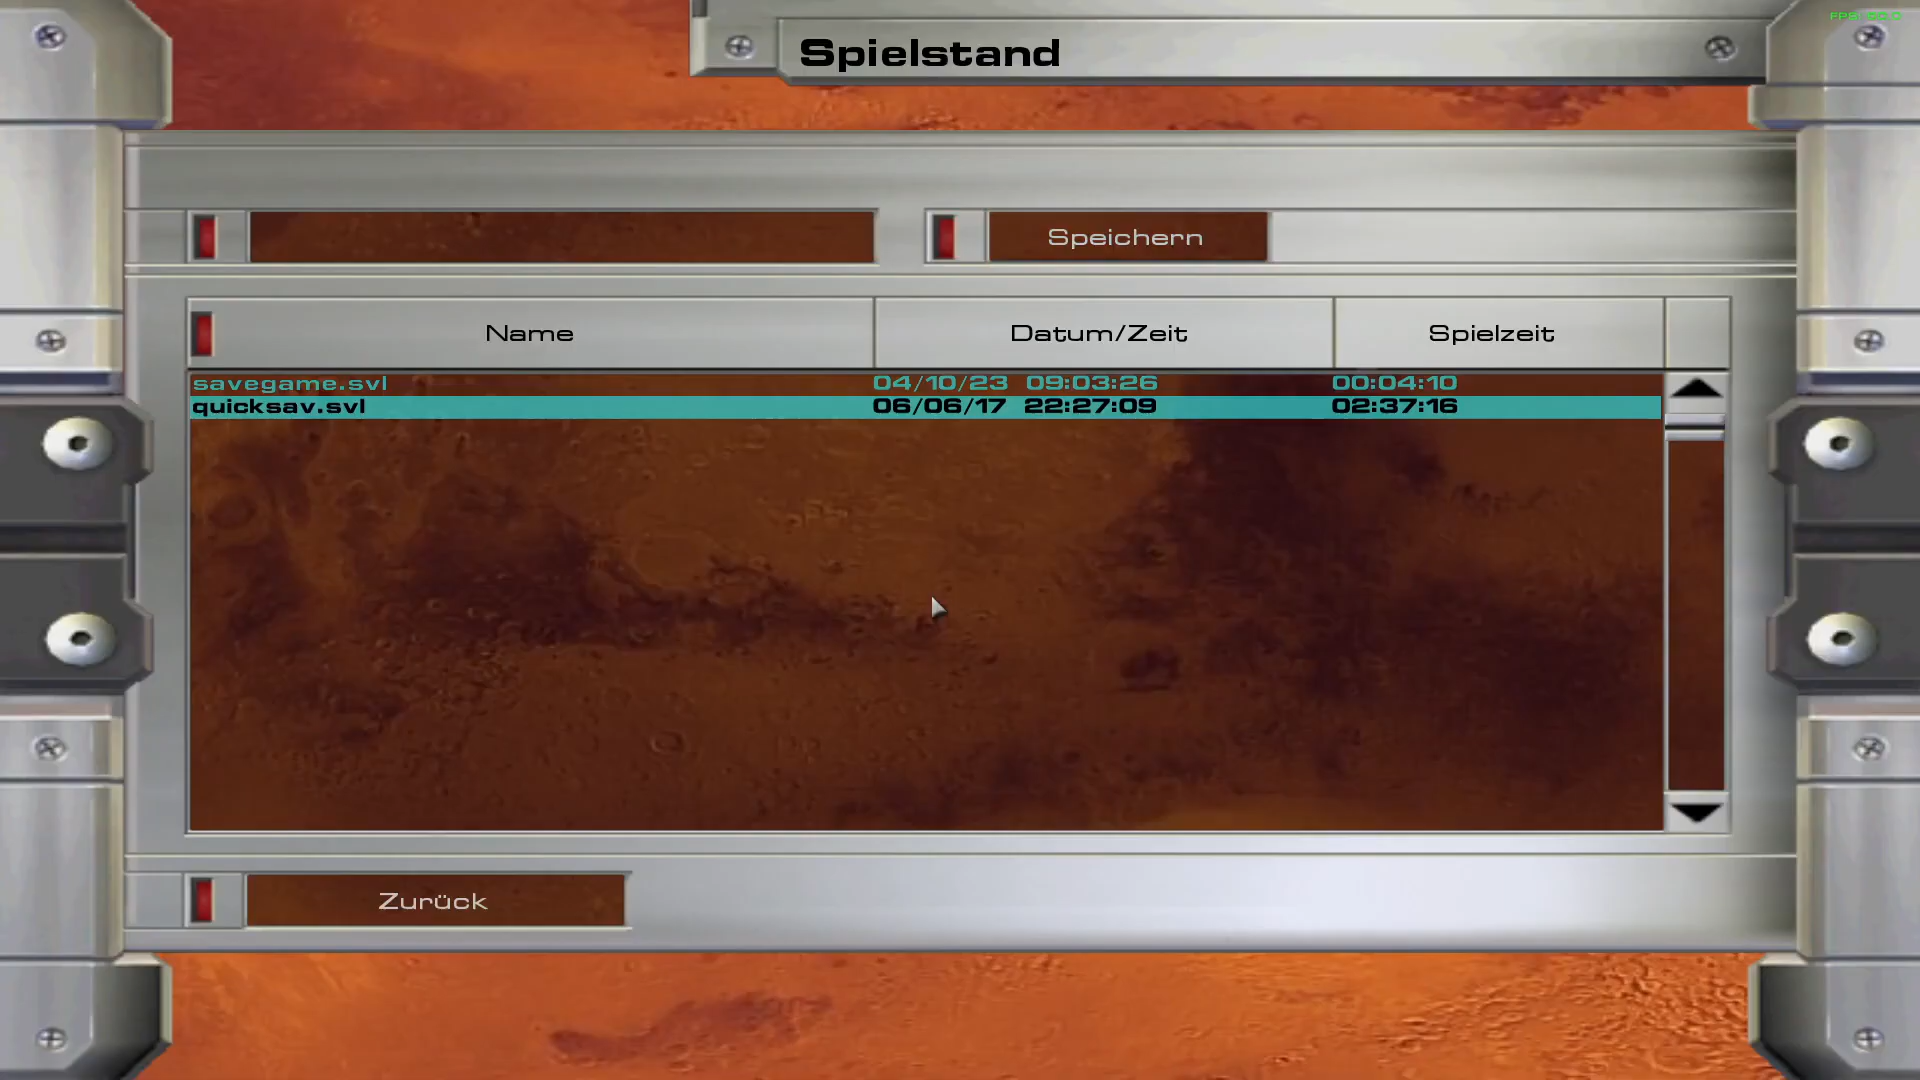 Spielstand
Speichern
Name Datum/Zeit Spielzeit
savegame.svl 04/10/23 09:03:26 00:04:10
quicksav.svl 06/06/17 22:27:09 02:37:16
Zurück